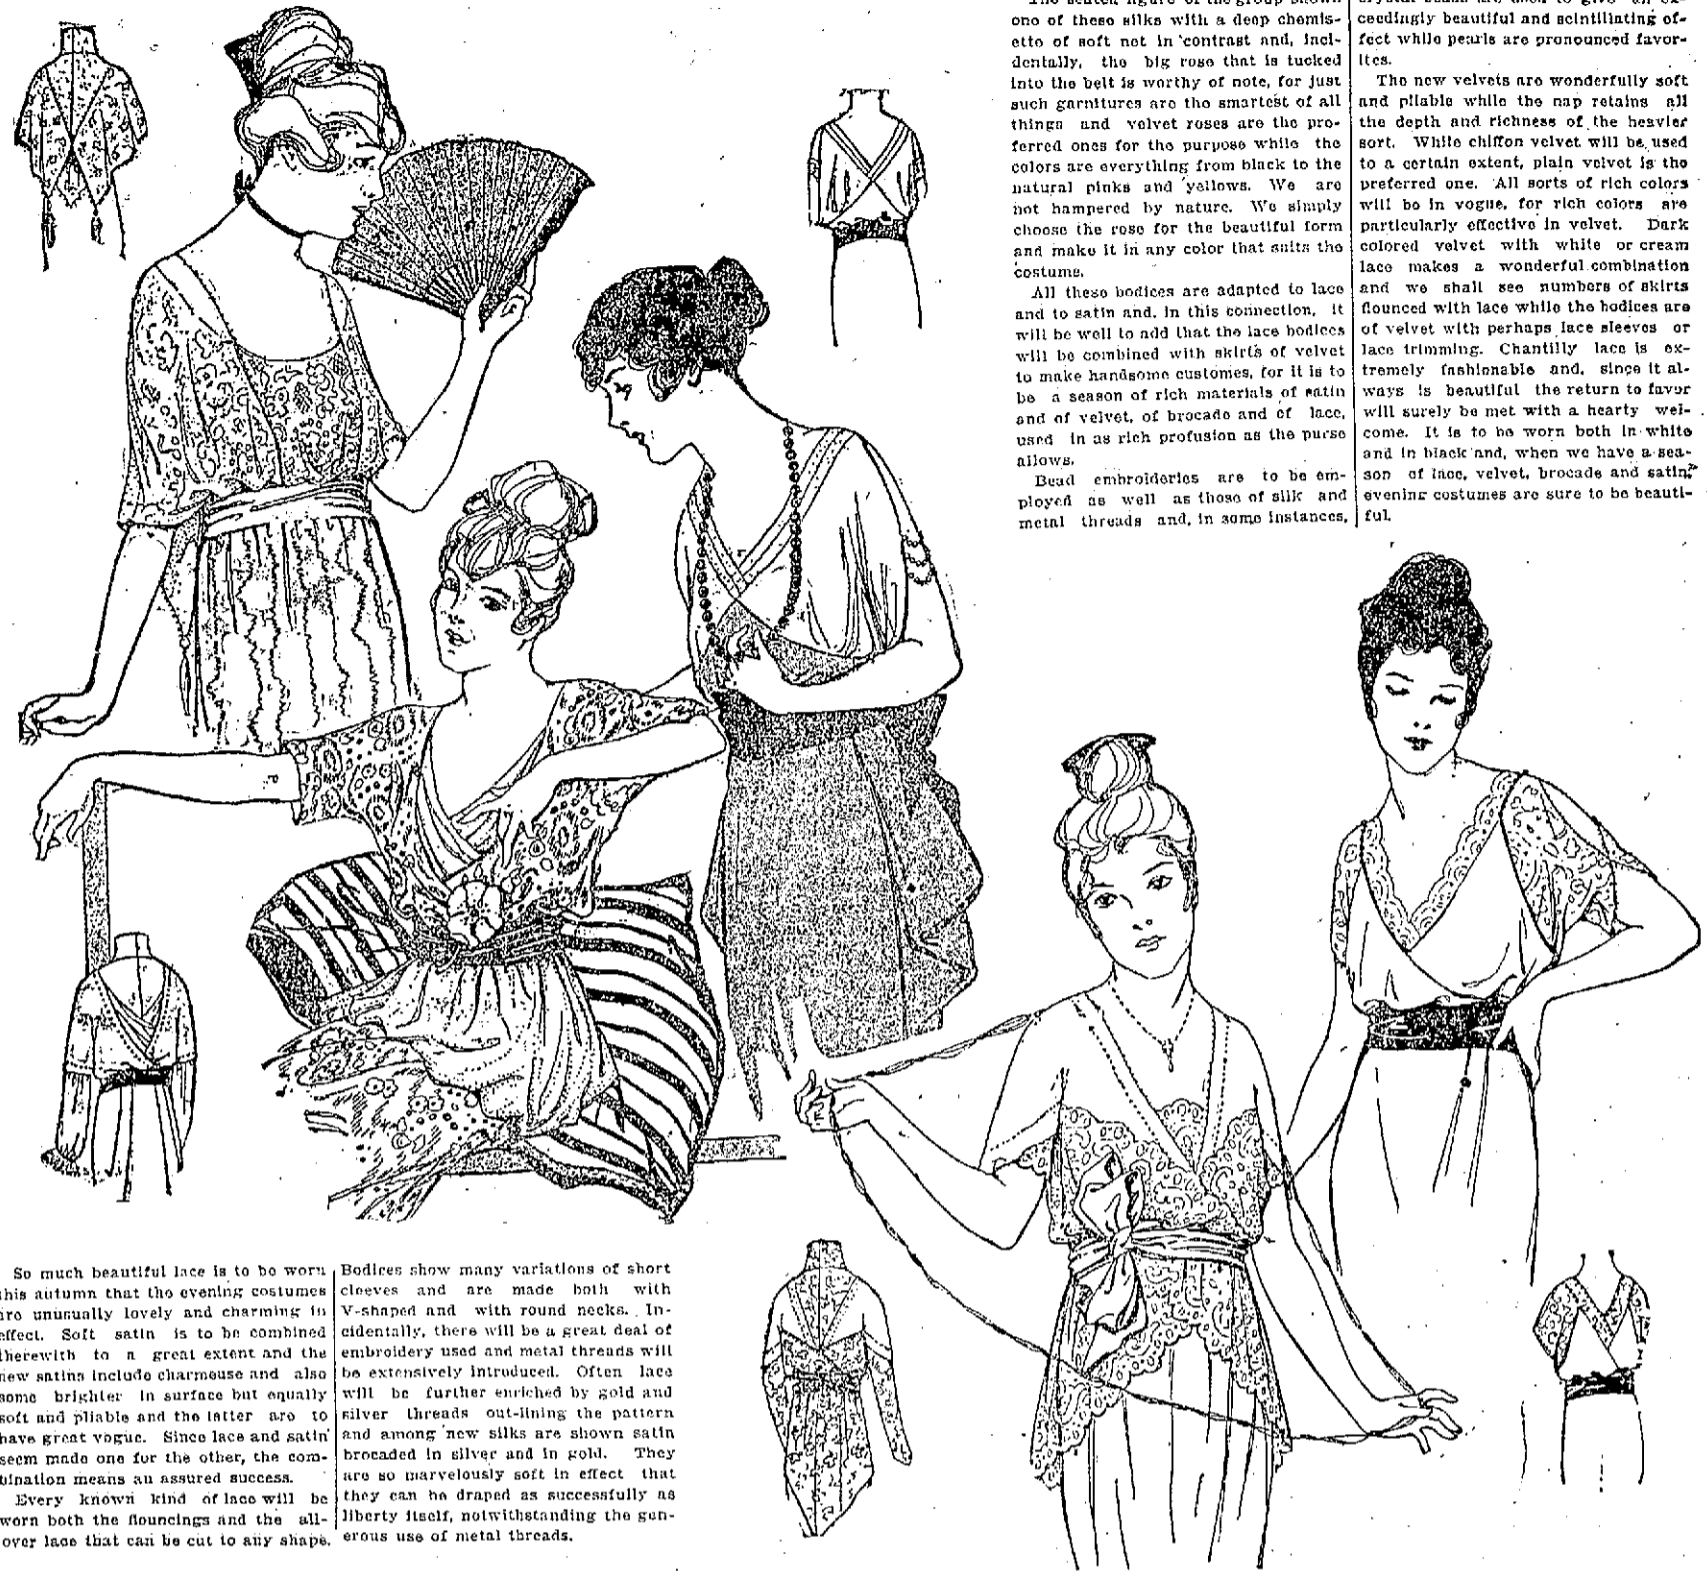 The seated figure of the group shown
one of these silks with a deep chemis-
ette of soft net in contrast and, inci-
dentally, the big rose that is tucked
into the belt is worthy of note, for just
such garnitures are the smartest of all
things and velvet roses are the pre-
ferred ones for the purpose while the
colors are everything from black to the
natural pinks and yellows. We are
not hampered by nature. We simply
choose the rose for the beautiful form
and make it in any color that suits the
costume.
All these bodices are adapted to lace
and to satin and, in this connection, it
will be well to add that the lace bodices
will be combined with skirts of velvet
to make handsome customes, for it is to
be a season of rich materials of satin
and of velvet, of brocade and of lace,
used in as rich profusion as the purse
allows.
Bead embroideries are to be em-
ployed as well as those of silk and
metal threads and, in some instances,
crystal beads are used to give an ex-
ceedingly beautiful and scintillating ef-
fect while pearls are pronounced favor-
ites.
The new velvets are wonderfully soft
and pliable while the nap retains all
the depth and richness of the heavier
sort. While chiffon velvet will be used
to a certain extent, plain velvet is the
preferred one. All sorts of rich colors
will be in vogue, for rich colors are
particularly effective in velvet. Dark
colored velvet with white or cream
lace makes a wonderful combination
and we shall see numbers of skirts
flounced with lace while the bodices are
of velvet with perhaps lace sleeves or
lace trimming. Chantilly lace is ex-
tremely fashionable and, since it al-
ways is beautiful the return to favor
will surely be met with a hearty wel-
come. It is to be worn both in white
and in black and, when we have a sea-
son of lace, velvet, brocade and satin,
evening costumes are sure to be beauti-
ful.
So much beautiful lace is to be worn
this autumn that the evening costumes
are unusually lovely and charming in
effect. Soft satin is to be combined
therewith to a great extent and the
new satins include charmeuse and also
some brighter in surface but equally
soft and pliable and the latter are to
have great vogue. Since lace and satin
seem made one for the other, the com-
bination means an assured success.
Every known kind of lace will be
worn both the flouncings and the all-
over lace that can be cut to any shape.
Bodices show many variations of short
cleeves and are made both with
V-shaped and with round necks. In-
cidentally, there will be a great deal of
embroidery used and metal threads will
be extensively introduced. Often lace
will be further enriched by gold and
silver threads out-lining the pattern
and among new silks are shown satin
brocaded in silver and in gold. They
are so marvelously soft in effect that
they can be draped as successfully as
liberty itself, notwithstanding the gen-
erous use of metal threads.